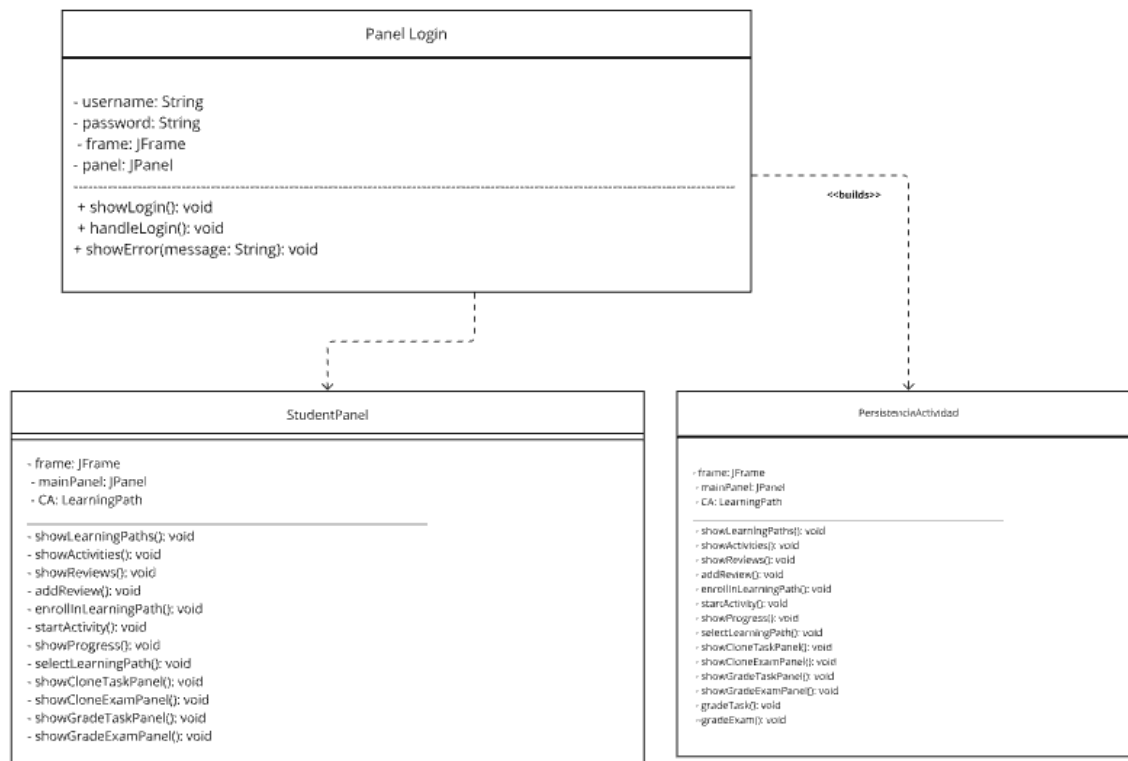 Panel Login
- username: String
- password: String
- frame: JFrame
- panel: JPanel
+ showLogin(): void
+ handleLogin(): void
+ showError(message: String): void
<<builds>>
StudentPanel
- frame: JFrame
- mainPanel: JPanel
- CA: LearningPath
- showLearningPaths(): void
- showActivities(): void
- showReviews(): void
- addReview(): void
- enrollInLearningPath(): void
- startActivity(): void
- showProgress(): void
- selectLearningPath(): void
- showCloneTaskPanel(): void
- showCloneExamPanel(): void
- showGradeTaskPanel(): void
- showGradeExamPanel(): void
PersistenciaActividad
- frame: JFrame
- mainPanel: JPanel
- CA: LearningPath
- showLearningPaths(): void
- showActivities(): void
- showReviews(): void
- addReview(): void
- enrollInLearningPath(): void
- startActivity(): void
- showProgress(): void
- selectLearningPath(): void
- showCloneTaskPanel(): void
- showCloneExamPanel(): void
- showGradeTaskPanel(): void
- showGradeExamPanel(): void
- gradeTask(): void
-gradeExam(): void